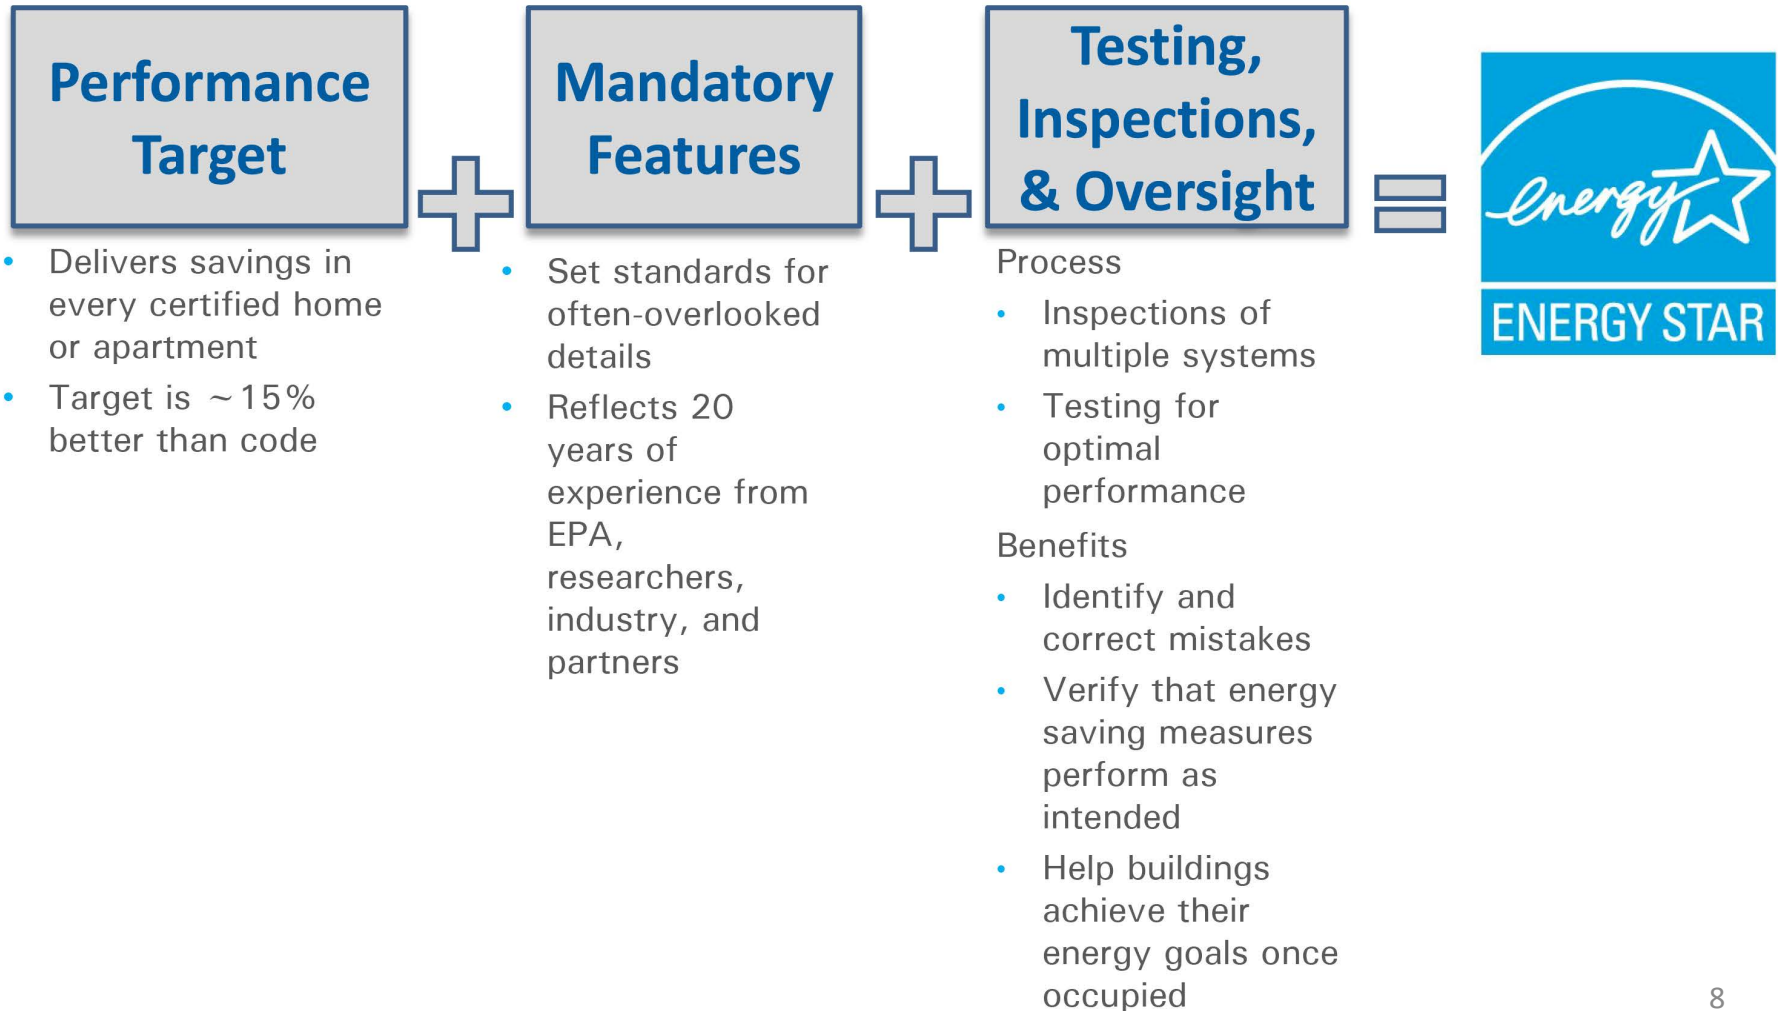 Performance
Target
Mandatory
Features
Testing,
Inspections,
& Oversight
energy
ENERGY STAR
• Delivers savings in
every certified home
or apartment
• Target is ~15%
better than code
• Set standards for
often-overlooked
details
• Reflects 20
years of
experience from
EPA,
researchers,
industry, and
partners
Process
• Inspections of
multiple systems
• Testing for
optimal
performance
Benefits
• Identify and
correct mistakes
• Verify that energy
saving measures
perform as
intended
• Help buildings
achieve their
energy goals once
occupied
8